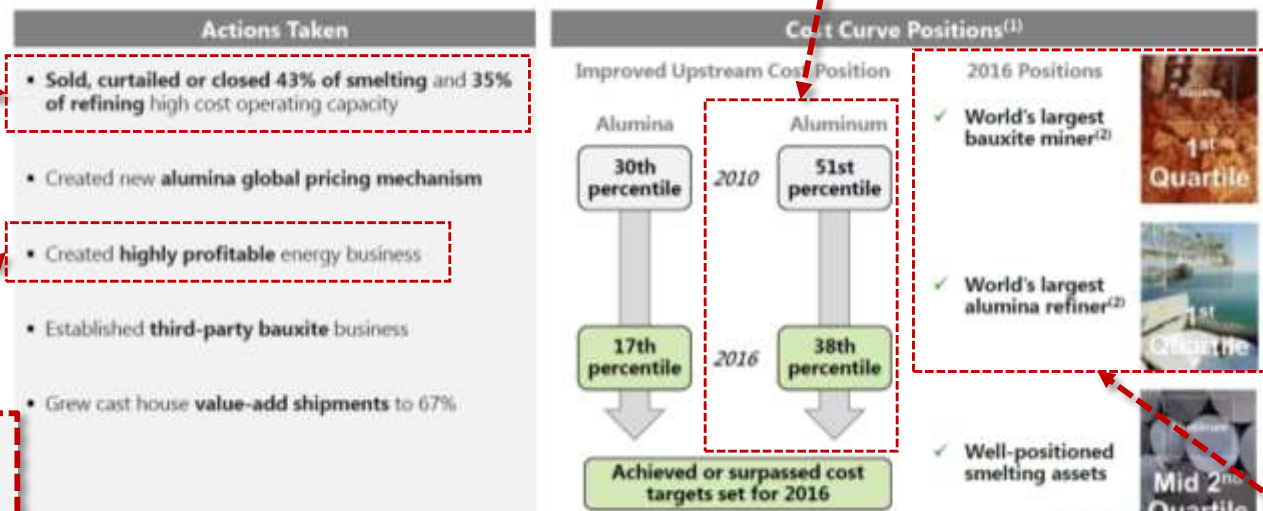 Actions Taken
• Sold, curtailed or closed 43% of smelting and 35%
of refining high cost operating capacity
• Created new alumina global pricing mechanism
• Created highly profitable energy business
• Established third-party bauxite business
• Grew cast house value-add shipments to 67%
Cost Curve Positions(1)
Improved Upstream Cost Position
Alumina
Aluminum
30th
percentile
2010
51st
percentile
17th
percentile
2016
38th
percentile
Achieved or surpassed cost
targets set for 2016
2016 Positions
✓ World's largest
bauxite miner(2)
1st
Quartile
✓ World's largest
alumina refiner(2)
1st
Quartile
✓ Well-positioned
smelting assets
Mid 2nd
Quartile